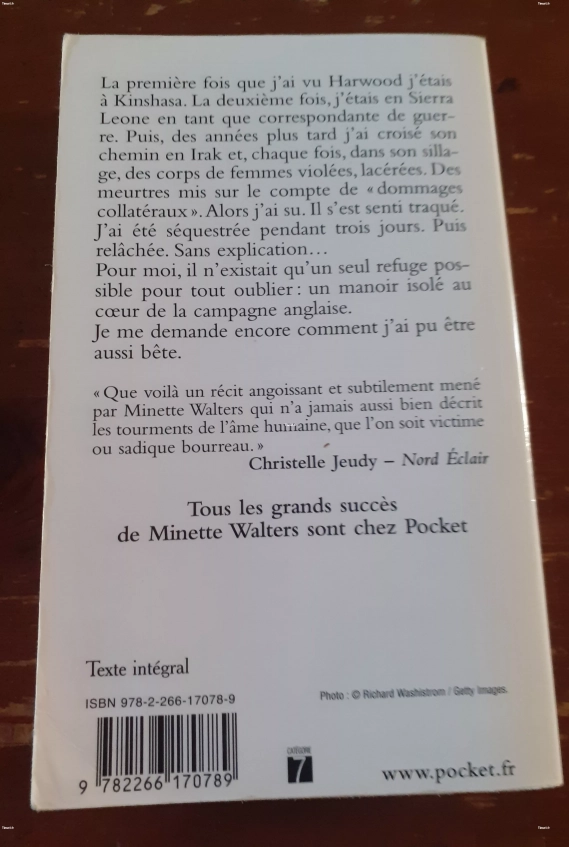 La première fois que j'ai vu Harwood j'étais
à Kinshasa. La deuxième fois, j'étais en Sierra
Leone en tant que correspondante de guer-
re. Puis, des années plus tard j'ai croisé son
chemin en Irak et, chaque fois, dans son silla-
ge, des corps de femmes violées, lacérées. Des
meurtres mis sur le compte de « dommages
collatéraux ». Alors j'ai su. Il s'est senti traqué.
J'ai été séquestrée pendant trois jours. Puis
relâchée. Sans explication…
Pour moi, il n'existait qu'un seul refuge pos-
sible pour tout oublier : un manoir isolé au
cœur de la campagne anglaise.
Je me demande encore comment j'ai pu être
aussi bête.
« Que voilà un récit angoissant et subtilement mené
par Minette Walters qui n'a jamais aussi bien décrit
les tourments de l'âme humaine, que l'on soit victime
ou sadique bourreau. »
Christelle Jeudy – Nord Éclair
Tous les grands succès
de Minette Walters sont chez Pocket
Texte intégral
ISBN 978-2-266-17078-9
Photo : © Richard Washistrom / Getty Images.
CATÉGORIE
7
9 782266 170789
www.pocket.fr